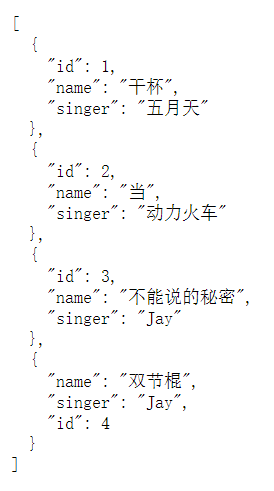 [
  {
    "id": 1,
    "name": "干杯",
    "singer": "五月天"
  },
  {
    "id": 2,
    "name": "当",
    "singer": "动力火车"
  },
  {
    "id": 3,
    "name": "不能说的秘密",
    "singer": "Jay"
  },
  {
    "name": "双节棍",
    "singer": "Jay",
    "id": 4
  }
]